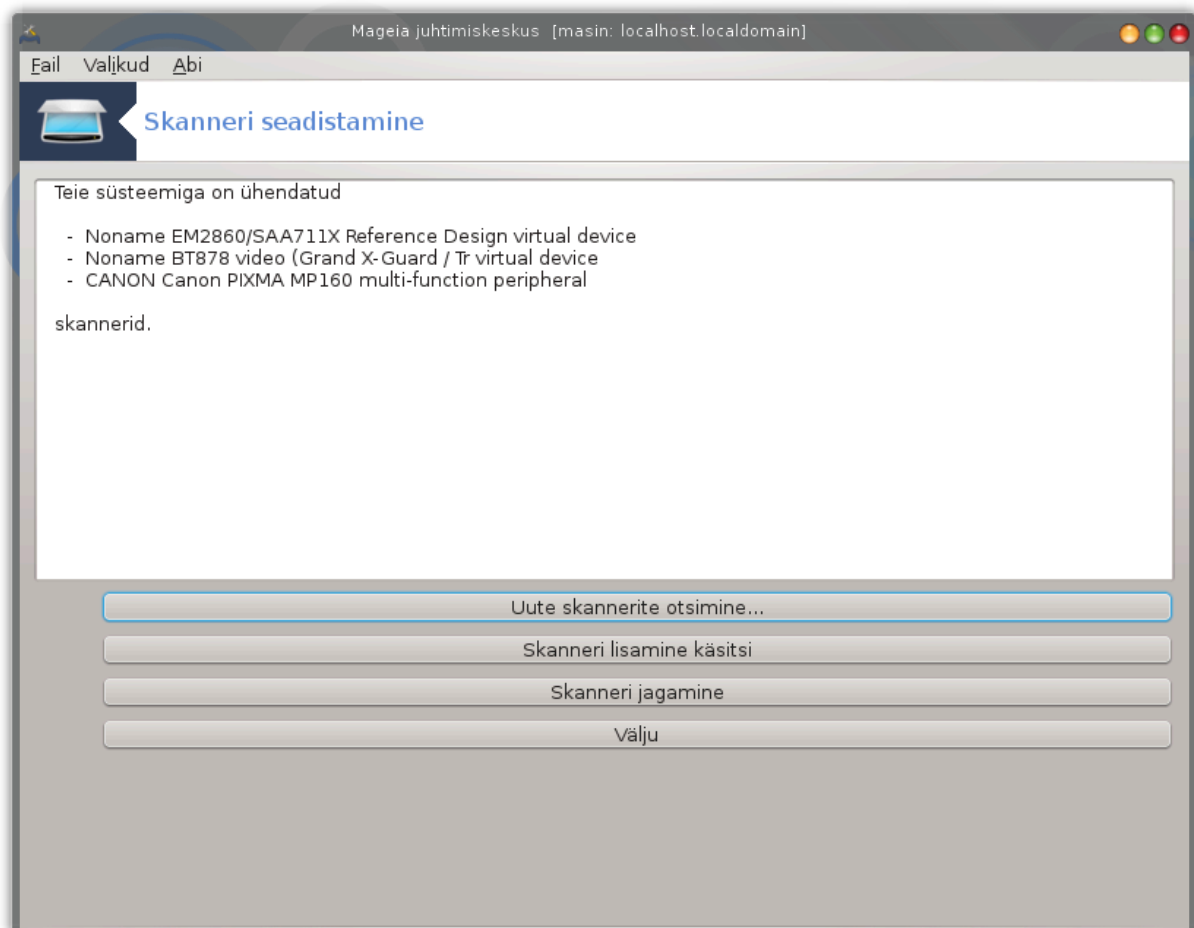 Mageia juhtimiskeskus [masin: localhost.localdomain]
Fail Valikud Abi
Skanneri seadistamine
Teie süsteemiga on ühendatud
- Noname EM2860/SAA711X Reference Design virtual device
- Noname BT878 video (Grand X-Guard / Tr virtual device
- CANON Canon PIXMA MP160 multi-function peripheral
skannerid.
Uute skannerite otsimine...
Skanneri lisamine käsitsi
Skanneri jagamine
Välju